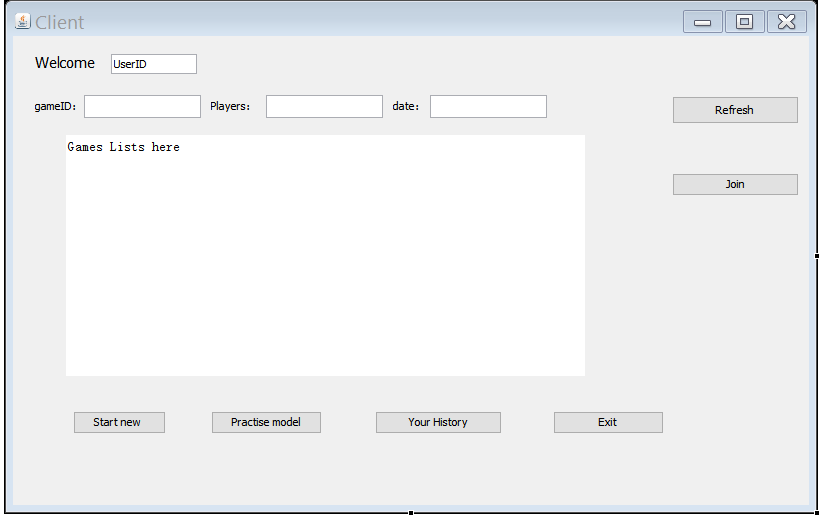 Client
Welcome UserID
gameID: Players: date:
Refresh
Games Lists here
Join
Start new Practise model Your History Exit